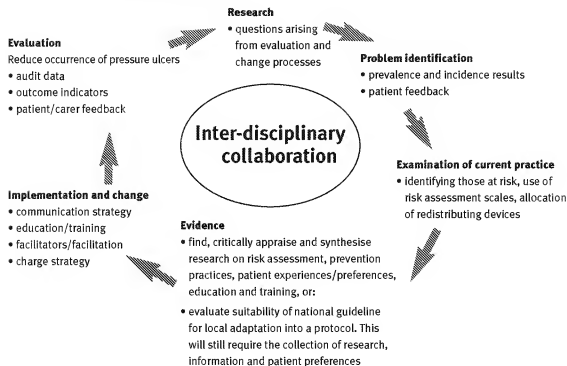 Research
• questions arising
from evaluation and
change processes
Problem identification
• prevalence and incidence results
• patient feedback
Examination of current practice
• identifying those at risk, use of
risk assessment scales, allocation
of redistributing devices
Evidence
• find, critically appraise and synthesise
research on risk assessment, prevention
practices, patient experiences/preferences,
education and training, or:
• evaluate suitability of national guideline
for local adaptation into a protocol. This
will still require the collection of research,
information and patient preferences
Implementation and change
• communication strategy
• education/training
• facilitators/facilitation
• charge strategy
Evaluation
Reduce occurrence of pressure ulcers
• audit data
• outcome indicators
• patient/carer feedback
Inter-disciplinary
collaboration